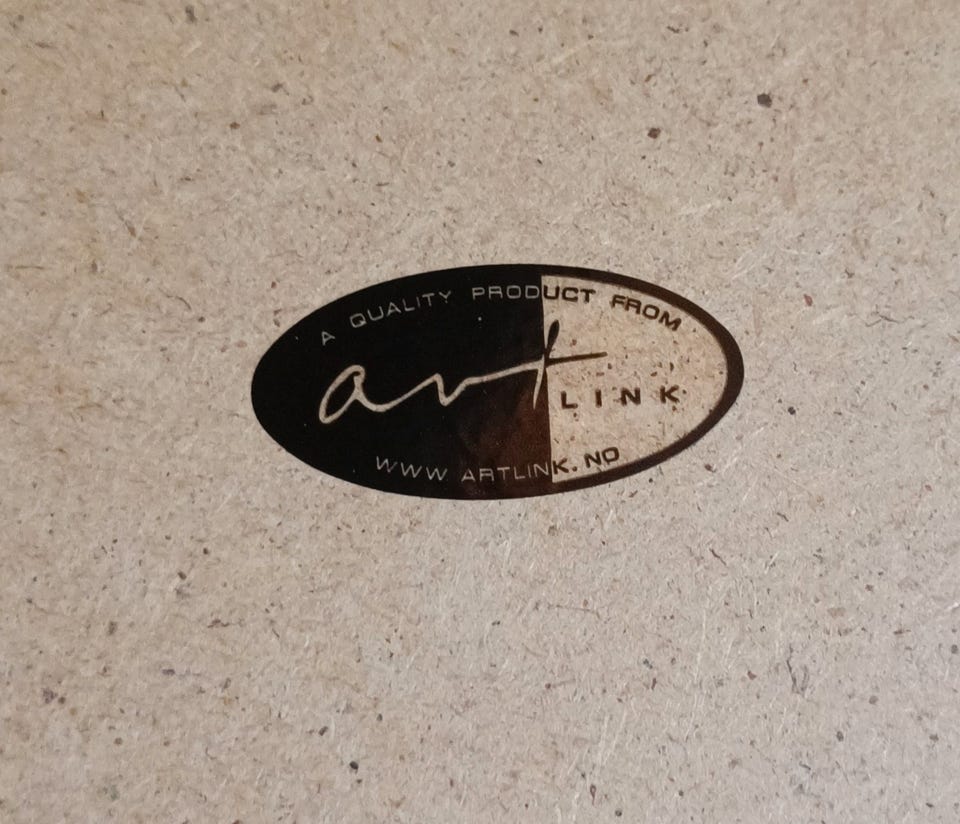 A QUALITY PRODUCT FROM
art
LINK
WWW.ARTLINK.NO